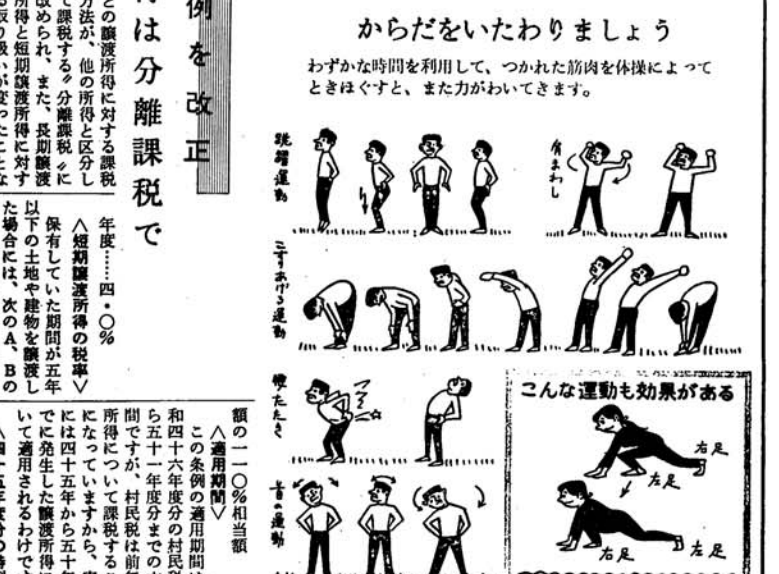 からだをいたわりましょう
わずかな時間を利用して、つかれた筋肉を体操によって
ときほぐすと、また力がわいてきます。
跳躍運動
肩まわし
こすりあげる運動
腰たたき
首の運動
こんな運動も効果がある
右足
左足
右足
左足
例を改正
は分離課税で
との譲渡所得に対する課税
方法が、他の所得と区分し
て課税する〝分離課税〟に
改められ、また、長期譲渡
所得と短期譲渡所得に対す
る取り扱いが変ったことな
年度……四・〇%
〈短期譲渡所得の税率〉
保有していた期間が五年
以下の土地や建物を譲渡し
た場合には、次のA、Bの
額の一一〇%相当額
〈適用期間〉
この条例の適用期間は
和四十六年度分の村民税
ら五十一年度分までの
間ですが、村民税は前年
所得について課税する
になっていますから、
には四十五年から五十年
でに発生した譲渡所得に
いて適用されるわけで